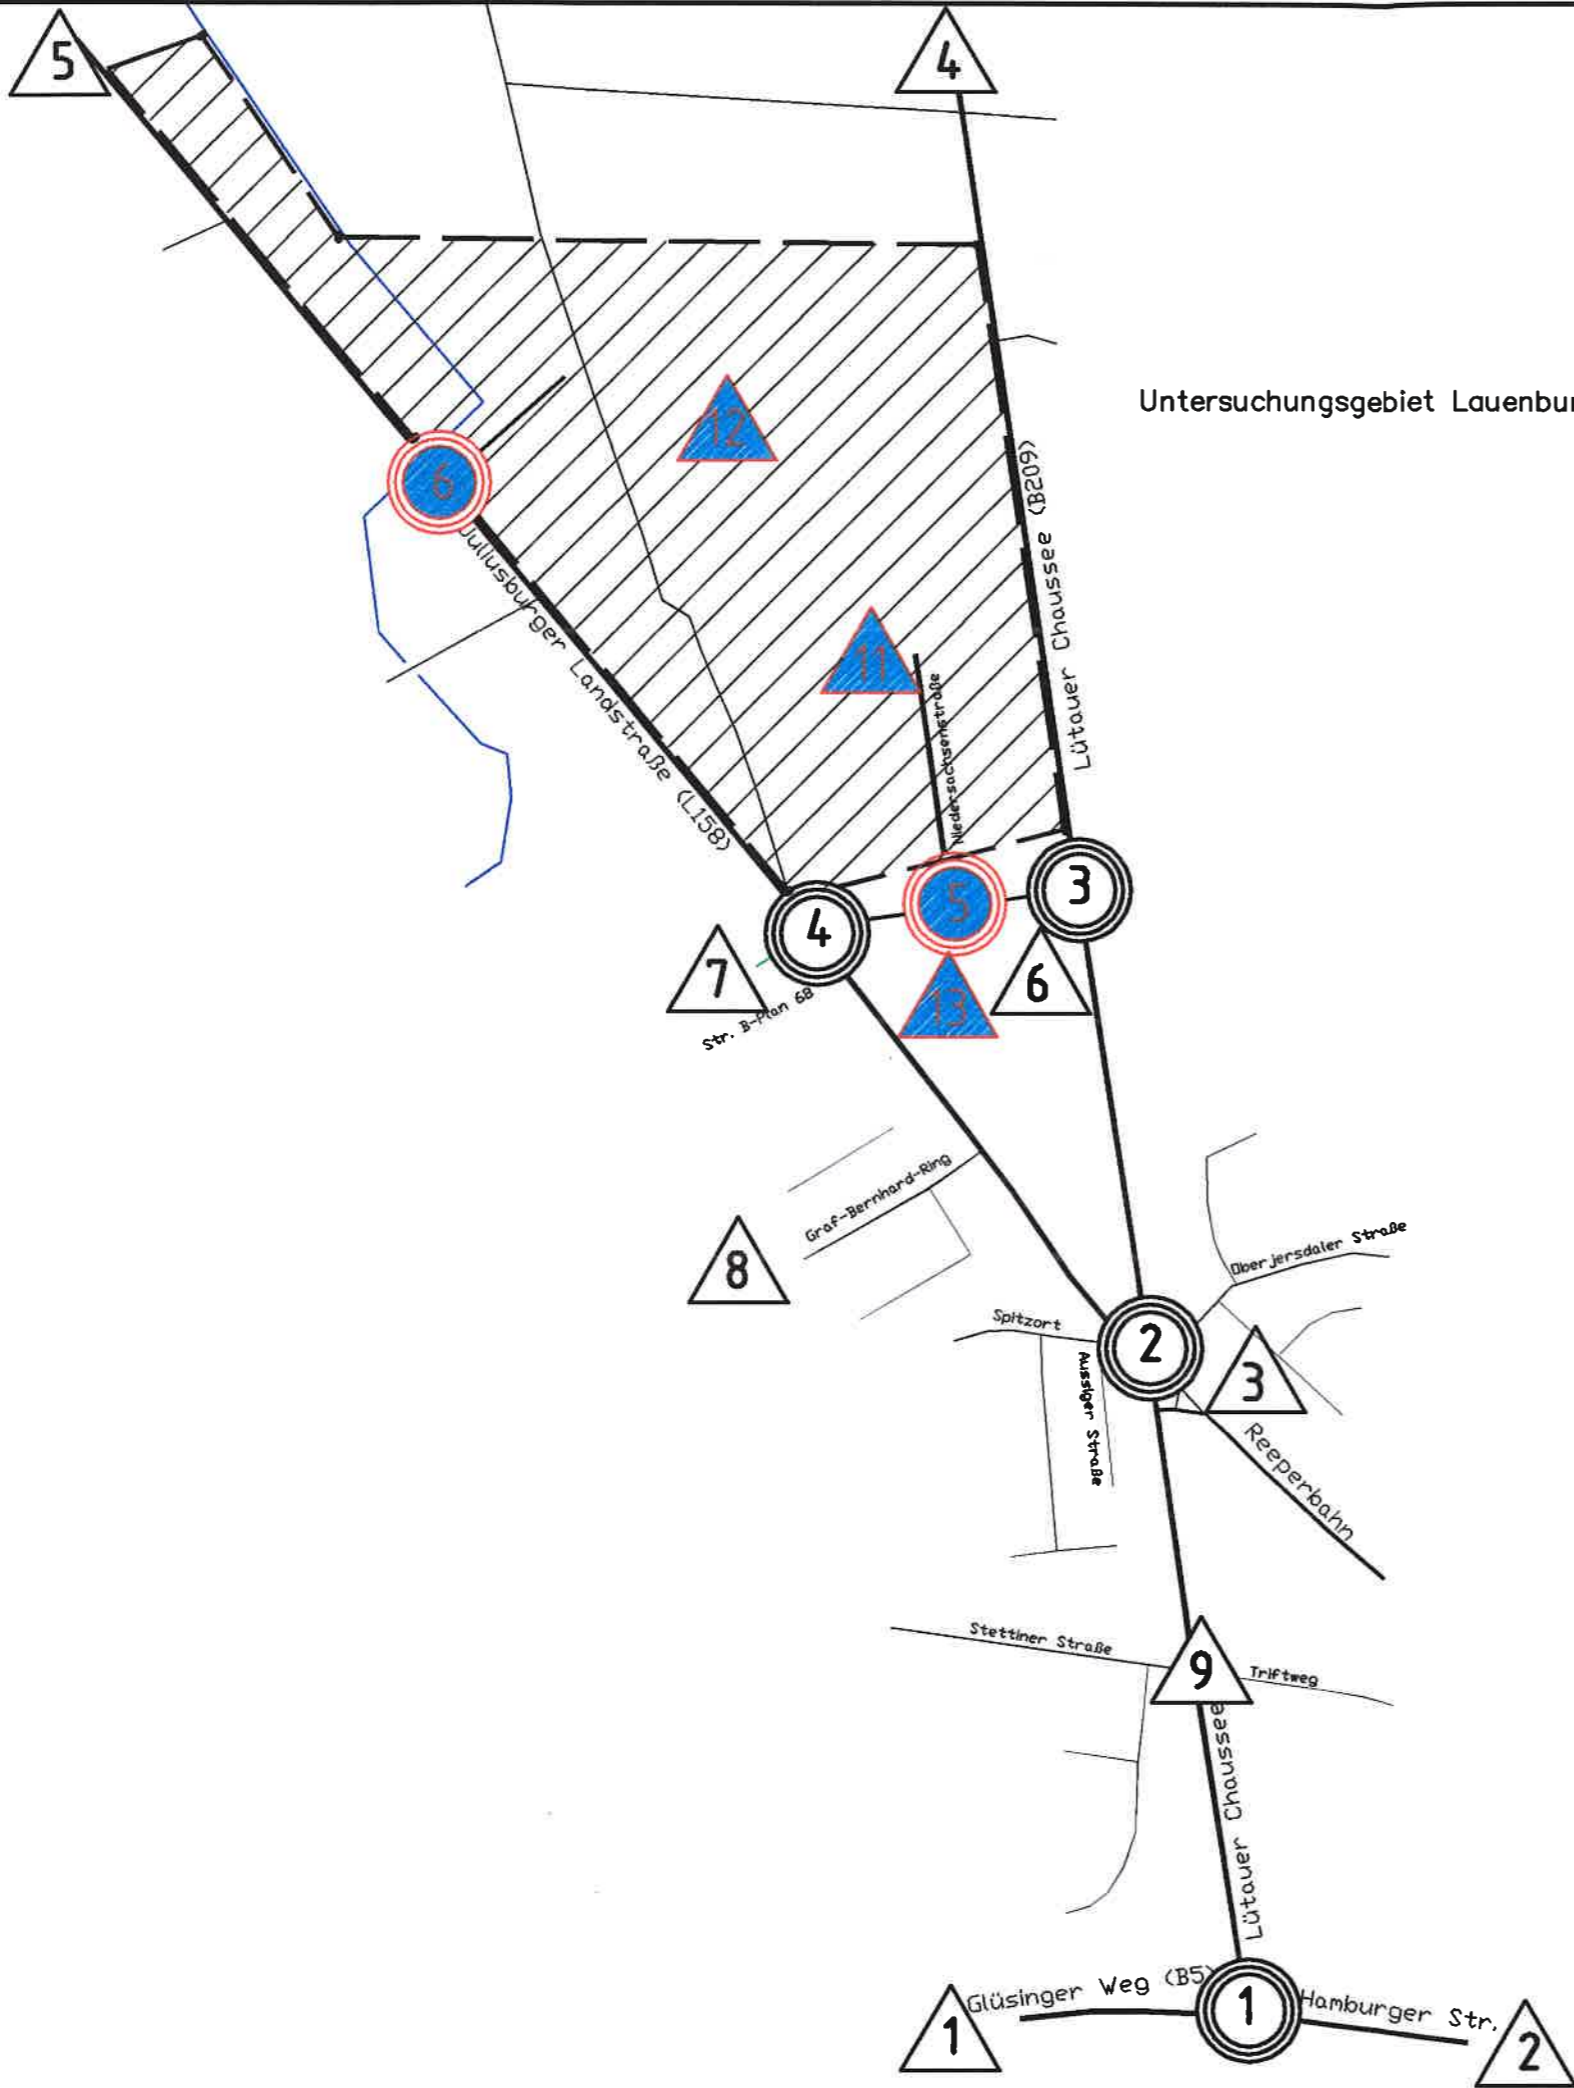 5
4
Untersuchungsgebiet Lauenbur
12
6
Lütauer Chaussee (B209)
Juliusburger Landstraße (L158)
11
Niedersachsenstraße
3
5
4
7
6
13
Str. B-Plan 68
Graf-Bernhard-Ring
8
Oberjersdaler Straße
Spitzort
2
3
Aussiger Straße
Reeperbahn
Stettiner Straße
9
Triftweg
Lütauer Chaussee
Glüsinger Weg (B5)
1
Hamburger Str.
1
2